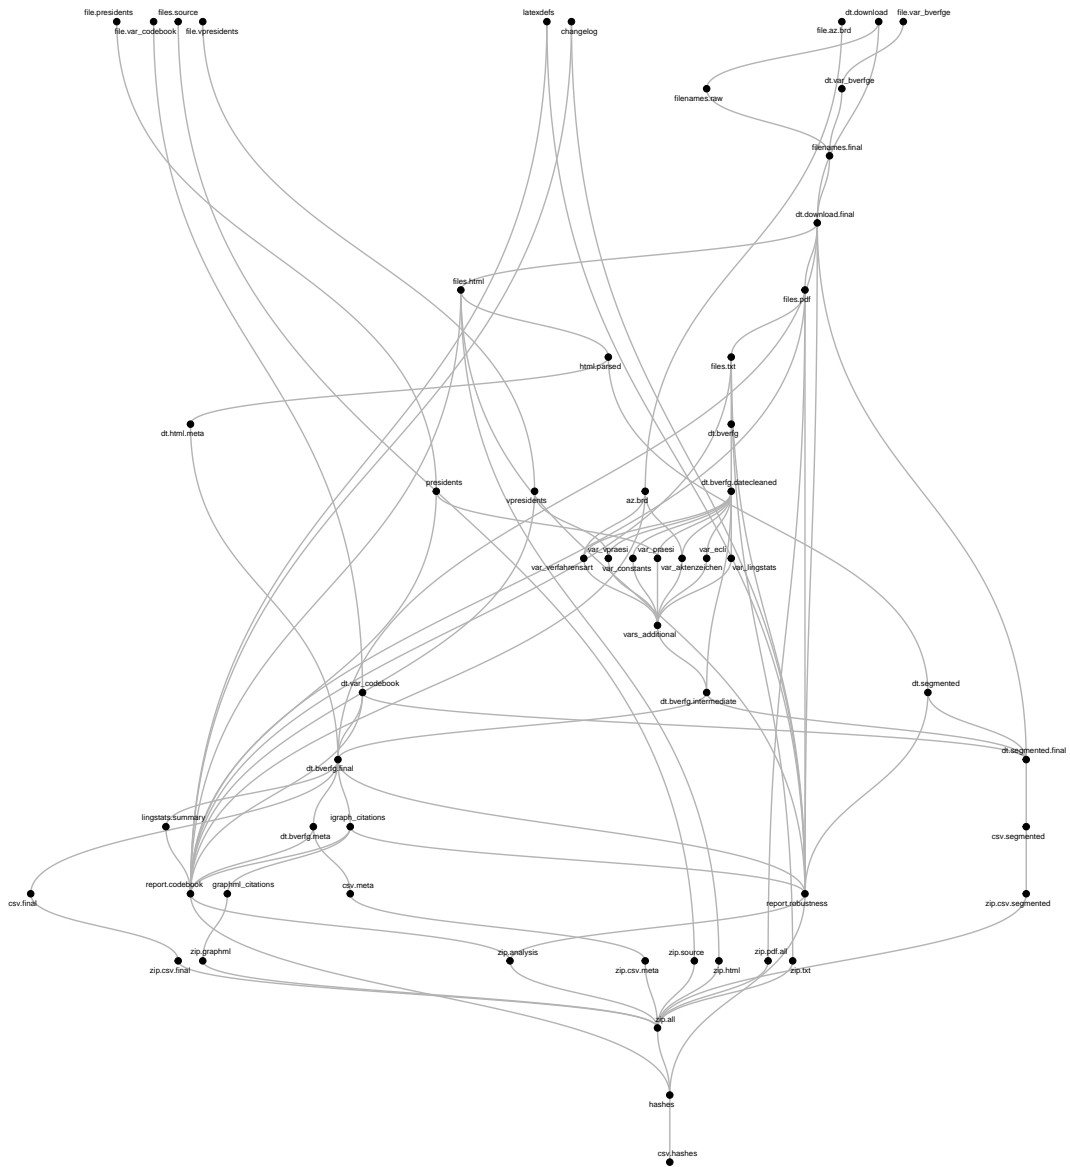 file.presidents
files.source
latexdefs
dt.download
file.var_bverfge
file.var_codebook
file.vpresidents
changelog
file.az.brd
dt.var_bverfge
filenames.raw
filenames.final
dt.download.final
files.html
files.pdf
html.parsed
files.txt
dt.html.meta
dt.bverfg
presidents
vpresidents
az.brd
dt.bverfg.datecleaned
var_vpraesi
var_praesi
var_ecli
var_verfahrensart
var_constants
var_aktenzeichen
var_lingstats
vars_additional
dt.var_codebook
dt.bverfg.intermediate
dt.segmented
dt.bverfg.final
dt.segmented.final
lingstats.summary
igraph_citations
dt.bverfg.meta
csv.segmented
report.codebook
graphml_citations
csv.meta
csv.final
report.robustness
zip.csv.segmented
zip.graphml
zip.analysis
zip.source
zip.pdf.all
zip.csv.final
zip.csv.meta
zip.html
zip.txt
zip.all
hashes
csv.hashes